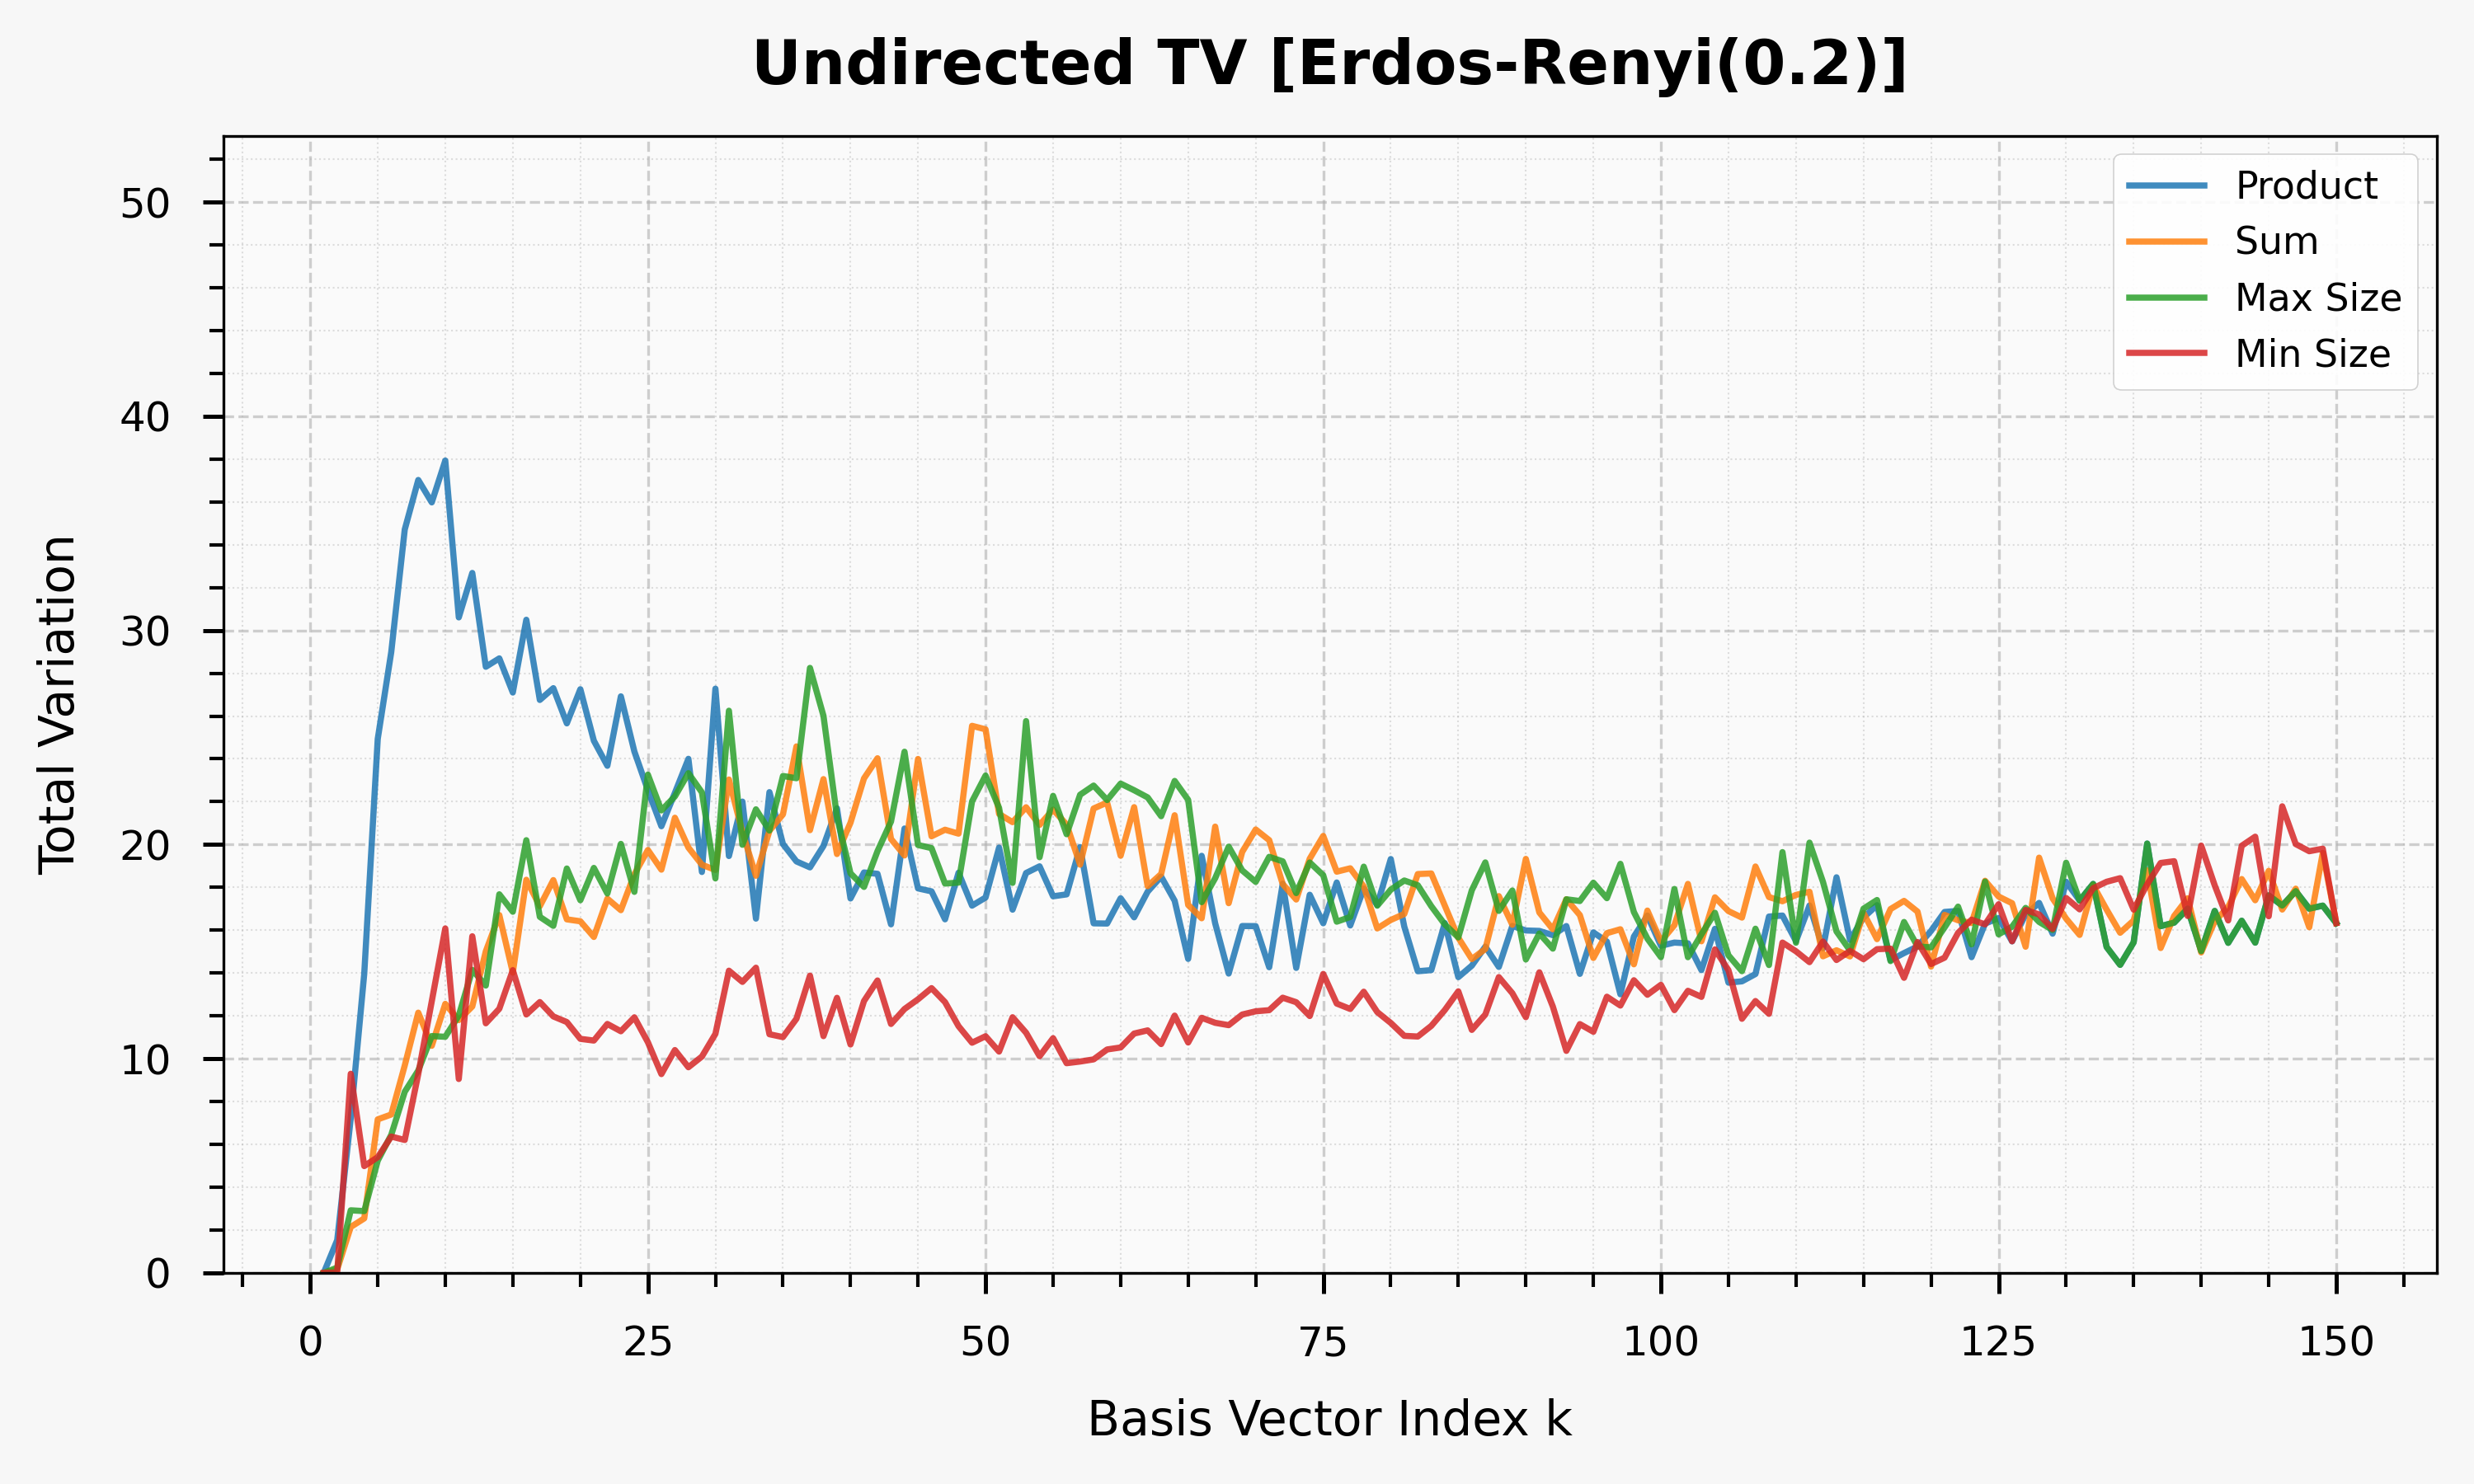 Undirected TV [Erdos-Renyi(0.2)]
Product
Sum
Max Size
Min Size
50
40
30
20
10
0
Total Variation
0 25 50 75 100 125 150
Basis Vector Index k